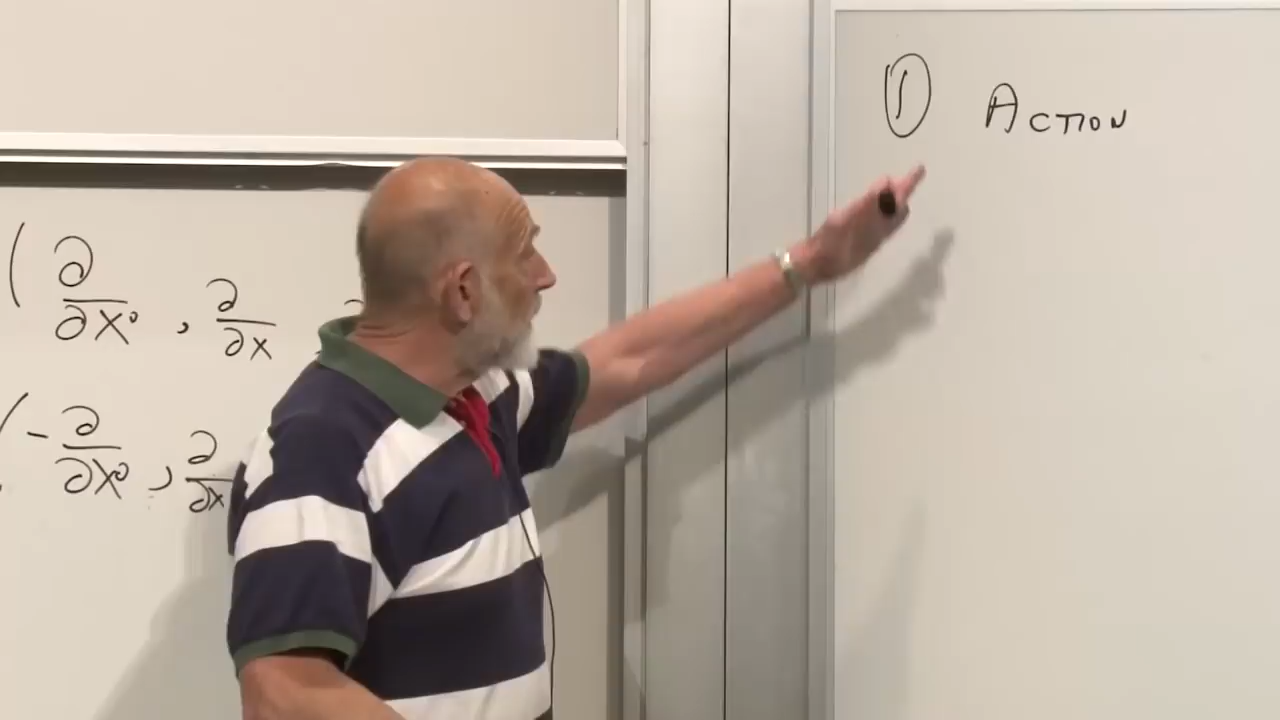 ① ACTION
( ∂/∂X⁰ , ∂/∂x
( -∂/∂X⁰ , ∂/∂x